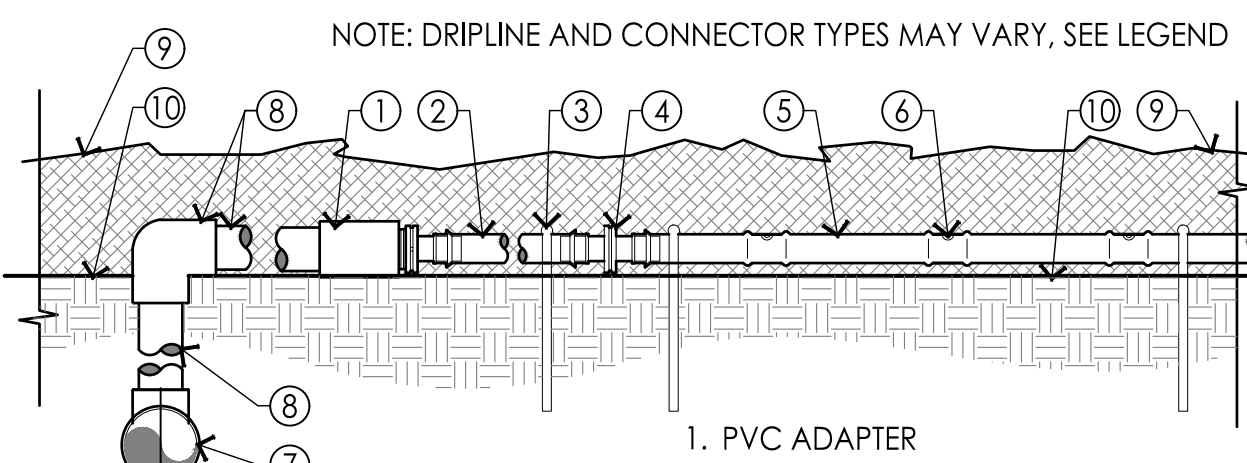 NOTE: DRIPLINE AND CONNECTOR TYPES MAY VARY, SEE LEGEND
9
10 8 1 2 3 4 5 6 10 9
8
7
1. PVC ADAPTER